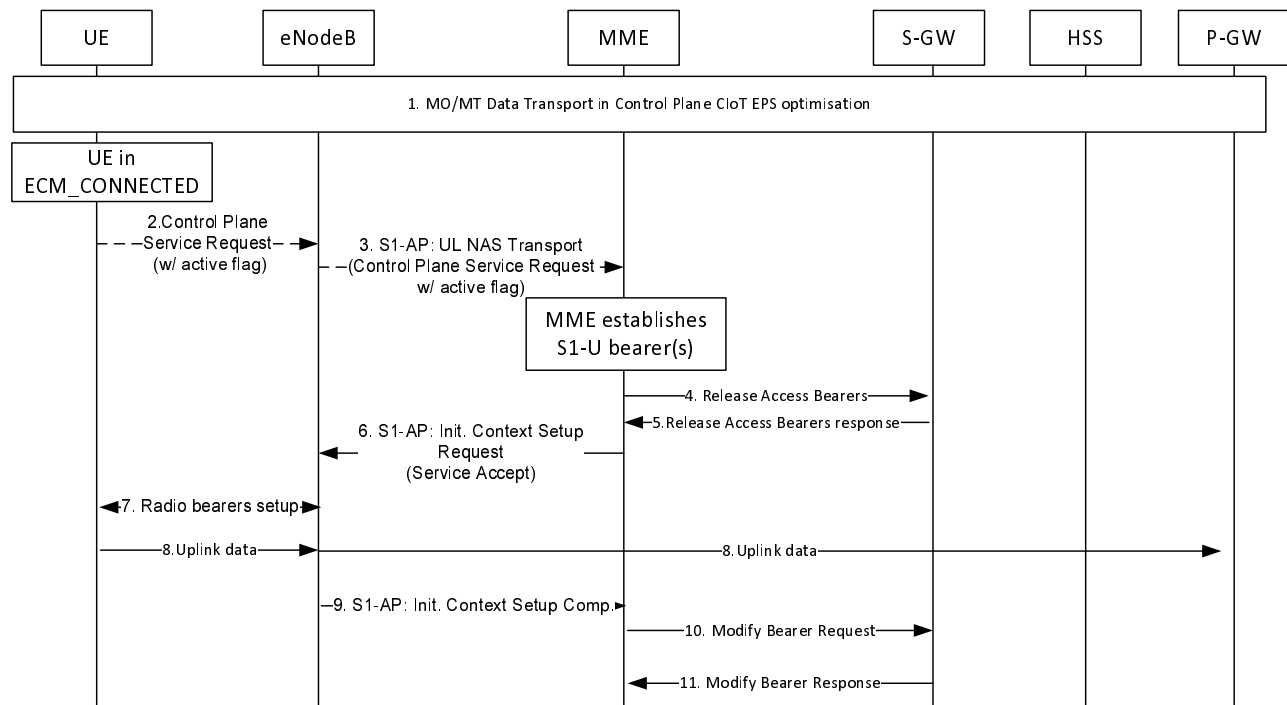 UE
eNodeB
MME
S-GW
HSS
P-GW
1. MO/MT Data Transport in Control Plane CIoT EPS optimisation
UE in
ECM_CONNECTED
2.Control Plane
Service Request
(w/ active flag)
3. S1-AP: UL NAS Transport
(Control Plane Service Request
w/ active flag)
MME establishes
S1-U bearer(s)
4. Release Access Bearers
5.Release Access Bearers response
6. S1-AP: Init. Context Setup
Request
(Service Accept)
7. Radio bearers setup
8.Uplink data
8.Uplink data
9. S1-AP: Init. Context Setup Comp.
10. Modify Bearer Request
11. Modify Bearer Response